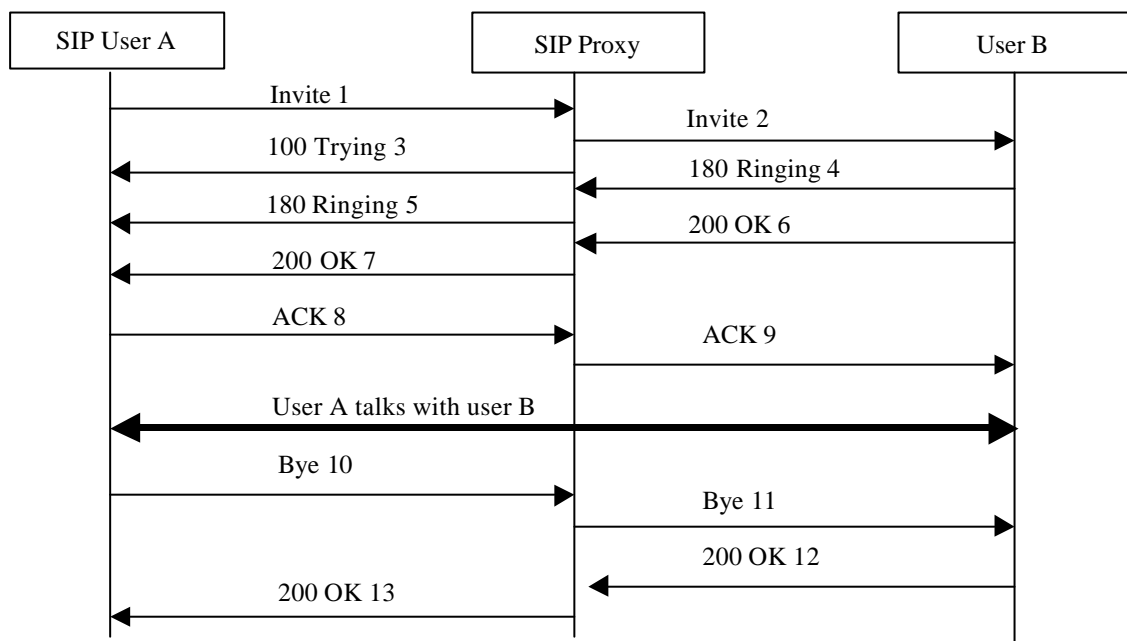 SIP User A
SIP Proxy
User B
Invite 1
Invite 2
100 Trying 3
180 Ringing 4
180 Ringing 5
200 OK 6
200 OK 7
ACK 8
ACK 9
User A talks with user B
Bye 10
Bye 11
200 OK 12
200 OK 13